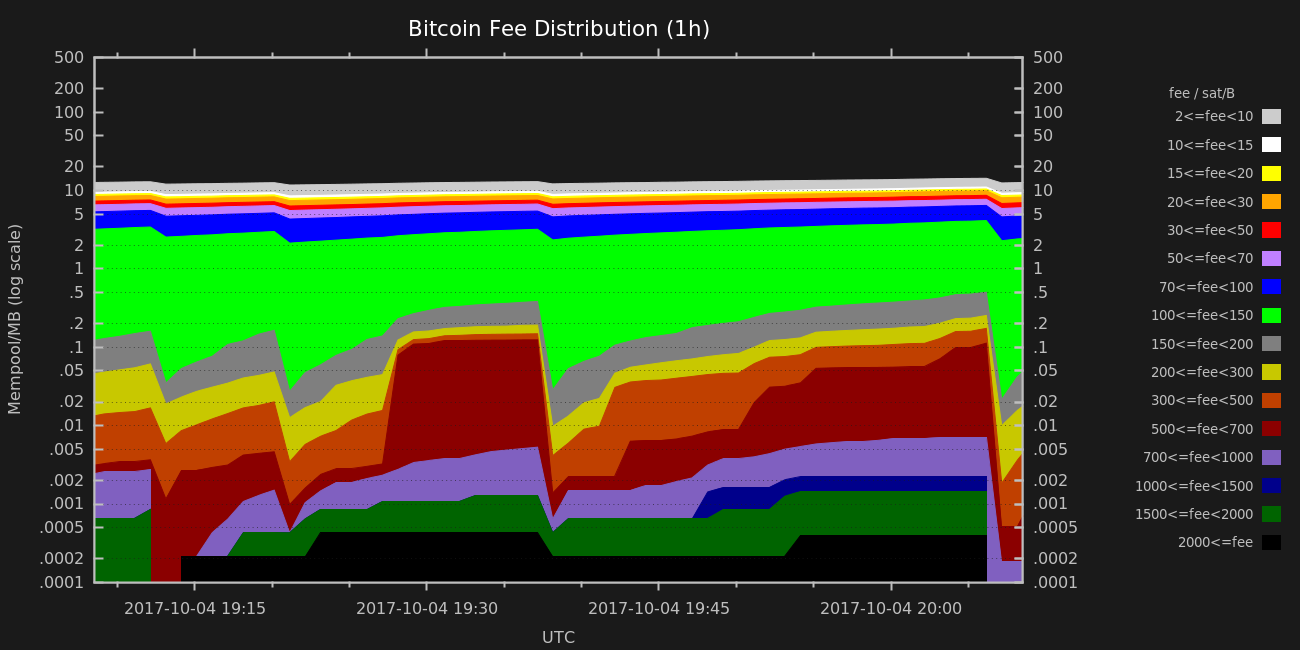 Bitcoin Fee Distribution (1h)
Mempool/MB (log scale)
500
200
100
50
20
10
5
2
1
.5
.2
.1
.05
.02
.01
.005
.002
.001
.0005
.0002
.0001
500
200
100
50
20
10
5
2
1
.5
.2
.1
.05
.02
.01
.005
.002
.001
.0005
.0002
.0001
2017-10-04 19:15 2017-10-04 19:30 2017-10-04 19:45 2017-10-04 20:00
UTC
fee / sat/B
2<=fee<10
10<=fee<15
15<=fee<20
20<=fee<30
30<=fee<50
50<=fee<70
70<=fee<100
100<=fee<150
150<=fee<200
200<=fee<300
300<=fee<500
500<=fee<700
700<=fee<1000
1000<=fee<1500
1500<=fee<2000
2000<=fee